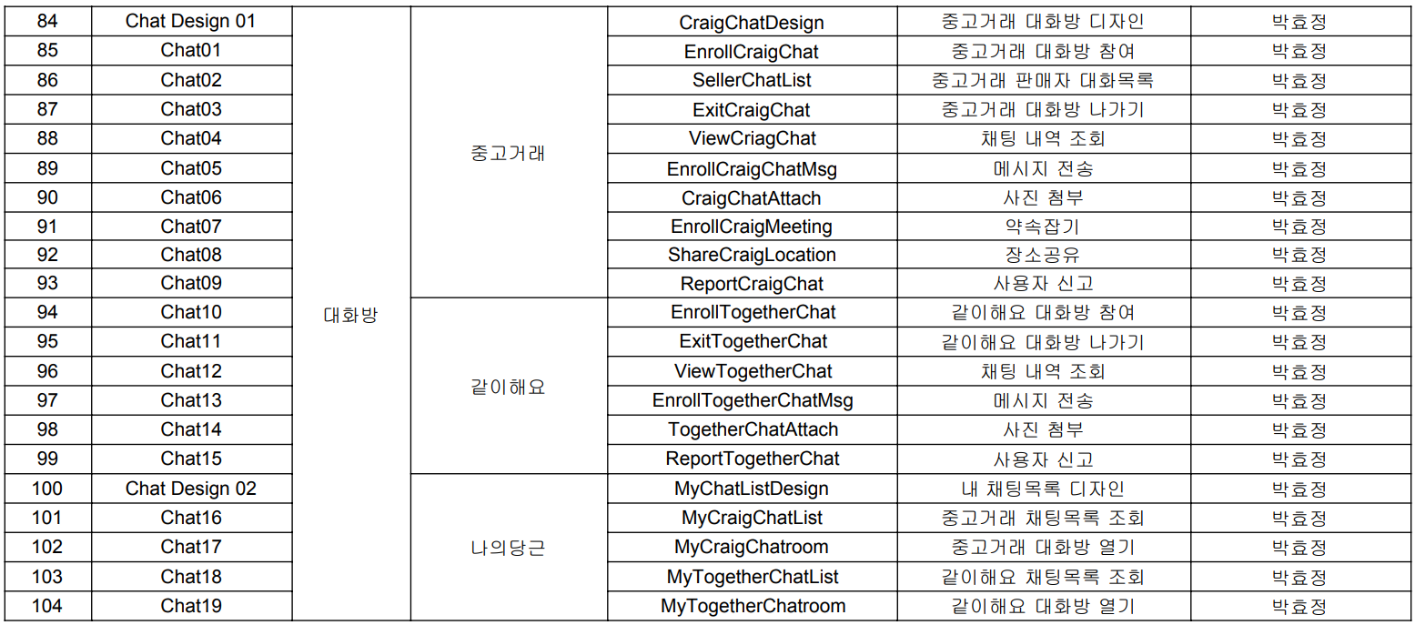 84 Chat Design 01 CraigChatDesign 중고거래 대화방 디자인 박효정
85 Chat01 EnrollCraigChat 중고거래 대화방 참여 박효정
86 Chat02 SellerChatList 중고거래 판매자 대화목록 박효정
87 Chat03 ExitCraigChat 중고거래 대화방 나가기 박효정
88 Chat04 ViewCriagChat 채팅 내역 조회 박효정
중고거래
89 Chat05 EnrollCraigChatMsg 메시지 전송 박효정
90 Chat06 CraigChatAttach 사진 첨부 박효정
91 Chat07 EnrollCraigMeeting 약속잡기 박효정
92 Chat08 ShareCraigLocation 장소공유 박효정
93 Chat09 ReportCraigChat 사용자 신고 박효정
94 Chat10 대화방 EnrollTogetherChat 같이해요 대화방 참여 박효정
95 Chat11 ExitTogetherChat 같이해요 대화방 나가기 박효정
96 Chat12 ViewTogetherChat 채팅 내역 조회 박효정
같이해요
97 Chat13 EnrollTogetherChatMsg 메시지 전송 박효정
98 Chat14 TogetherChatAttach 사진 첨부 박효정
99 Chat15 ReportTogetherChat 사용자 신고 박효정
100 Chat Design 02 MyChatListDesign 내 채팅목록 디자인 박효정
101 Chat16 MyCraigChatList 중고거래 채팅목록 조회 박효정
102 Chat17 나의당근 MyCraigChatroom 중고거래 대화방 열기 박효정
103 Chat18 MyTogetherChatList 같이해요 채팅목록 조회 박효정
104 Chat19 MyTogetherChatroom 같이해요 대화방 열기 박효정